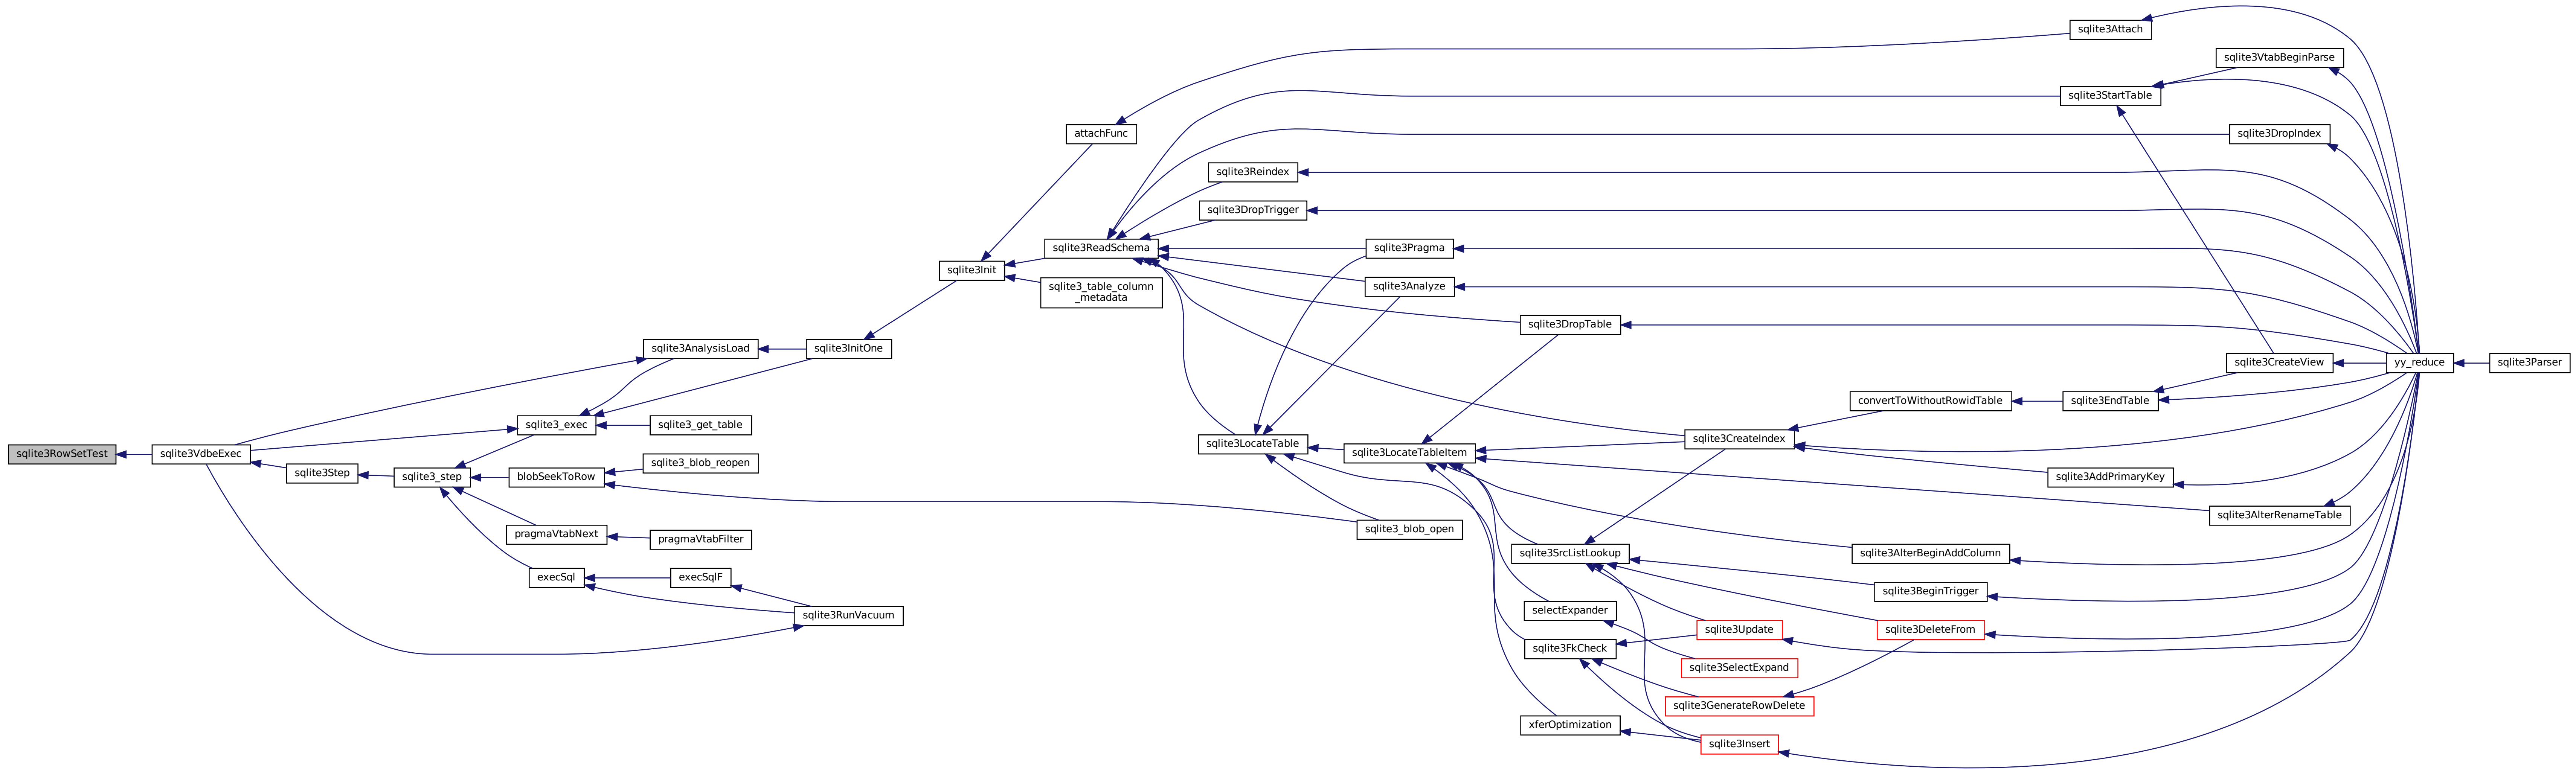 sqlite3RowSetTest
sqlite3VdbeExec
sqlite3Step
sqlite3_step
sqlite3_exec
blobSeekToRow
pragmaVtabNext
execSql
sqlite3AnalysisLoad
sqlite3_get_table
sqlite3_blob_reopen
pragmaVtabFilter
execSqlF
sqlite3InitOne
sqlite3RunVacuum
sqlite3Init
attachFunc
sqlite3ReadSchema
sqlite3_table_column
_metadata
sqlite3Reindex
sqlite3DropTrigger
sqlite3LocateTable
sqlite3Pragma
sqlite3Analyze
sqlite3LocateTableItem
sqlite3_blob_open
sqlite3DropTable
sqlite3SrcListLookup
selectExpander
sqlite3FkCheck
xferOptimization
sqlite3CreateIndex
sqlite3Update
sqlite3SelectExpand
sqlite3GenerateRowDelete
sqlite3Insert
convertToWithoutRowidTable
sqlite3AlterBeginAddColumn
sqlite3BeginTrigger
sqlite3DeleteFrom
sqlite3Attach
sqlite3StartTable
sqlite3EndTable
sqlite3AddPrimaryKey
sqlite3VtabBeginParse
sqlite3DropIndex
sqlite3CreateView
sqlite3AlterRenameTable
yy_reduce
sqlite3Parser